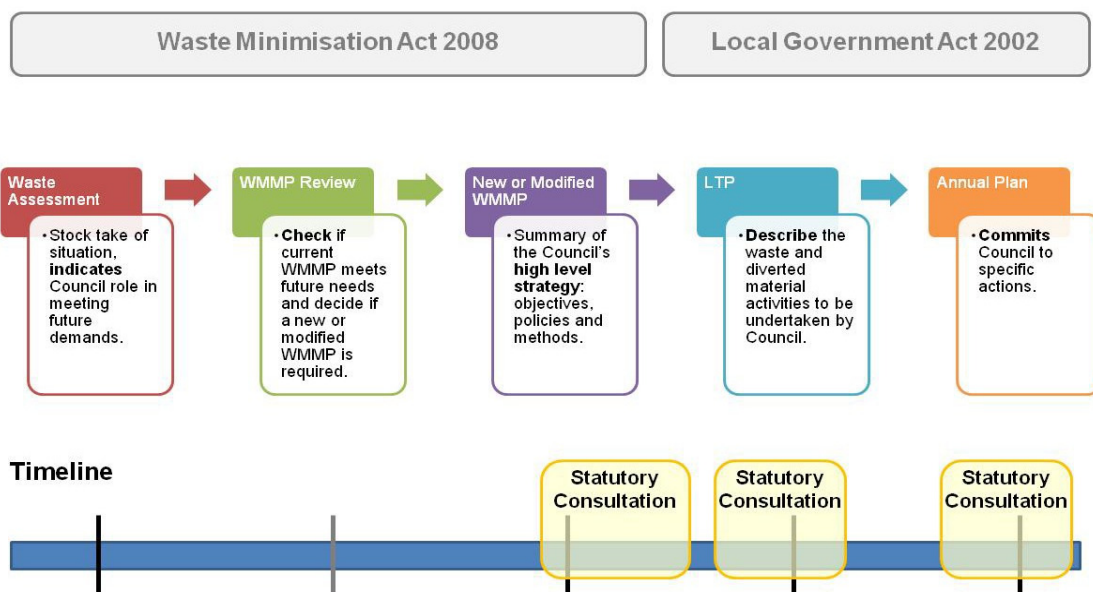 Waste Minimisation Act 2008
Local Government Act 2002
Waste
Assessment
•Stock take of
situation,
indicates
Council role in
meeting
future
demands.
WMMP Review
•Check if
current
WMMP meets
future needs
and decide if
a new or
modified
WMMP is
required.
New or Modified
WMMP
•Summary of
the Council's
high level
strategy:
objectives,
policies and
methods.
LTP
•Describe the
waste and
diverted
material
activities to be
undertaken by
Council.
Annual Plan
•Commits
Council to
specific
actions.
Timeline
Statutory
Consultation
Statutory
Consultation
Statutory
Consultation